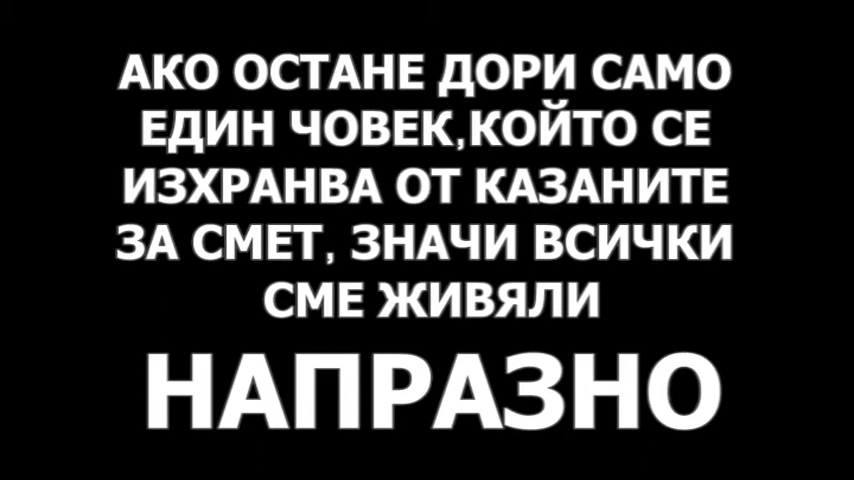 АКО ОСТАНЕ ДОРИ САМО
ЕДИН ЧОВЕК,КОЙТО СЕ
ИЗХРАНВА ОТ КАЗАНИТЕ
ЗА СМЕТ, ЗНАЧИ ВСИЧКИ
СМЕ ЖИВЯЛИ
НАПРАЗНО